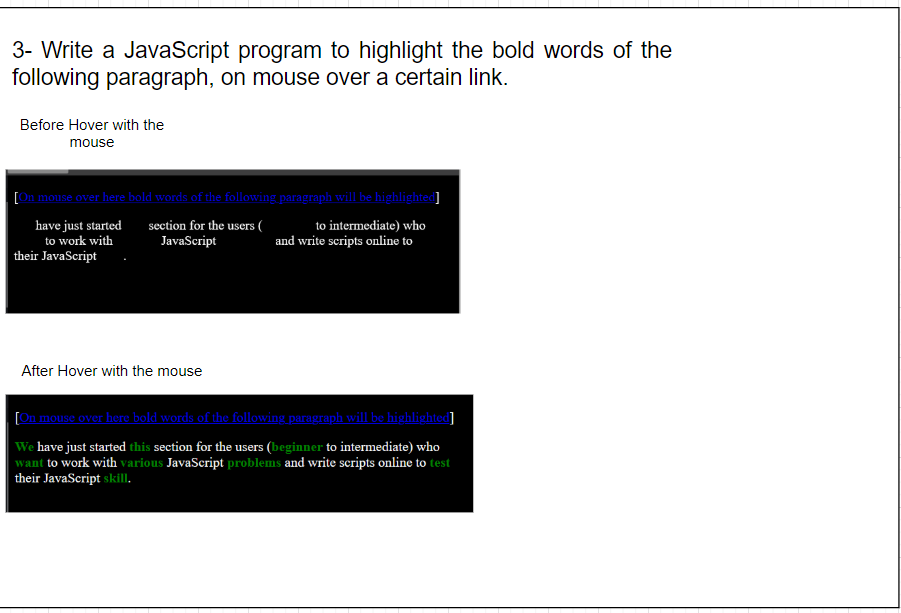 3- Write a JavaScript program to highlight the bold words of the
following paragraph, on mouse over a certain link.
Before Hover with the
mouse
[On mouse over here bold words of the following paragraph will be highlighted]
have just started section for the users ( to intermediate) who
to work with JavaScript and write scripts online to
their JavaScript .
After Hover with the mouse
[On mouse over here bold words of the following paragraph will be highlighted]
We have just started this section for the users (beginner to intermediate) who
want to work with various JavaScript problems and write scripts online to test
their JavaScript skill.